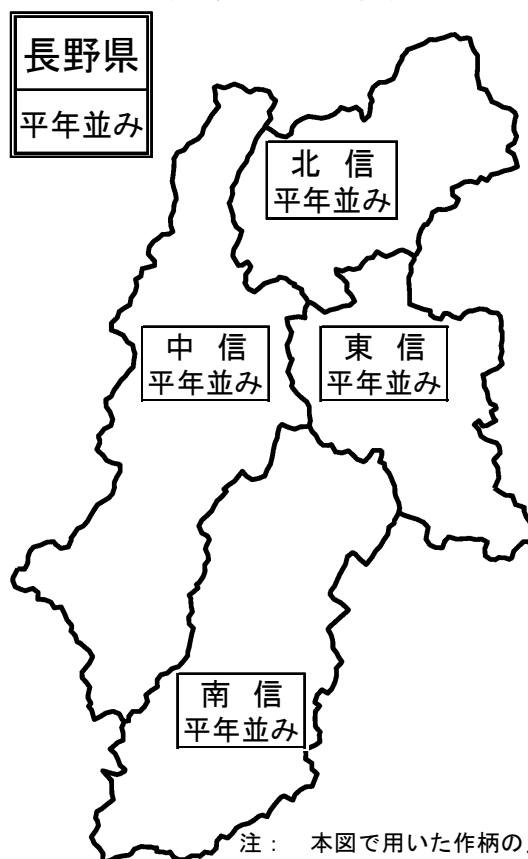 長野県
平年並み
北 信
平年並み
中 信
平年並み
東 信
平年並み
南 信
平年並み
注： 本図で用いた作柄の